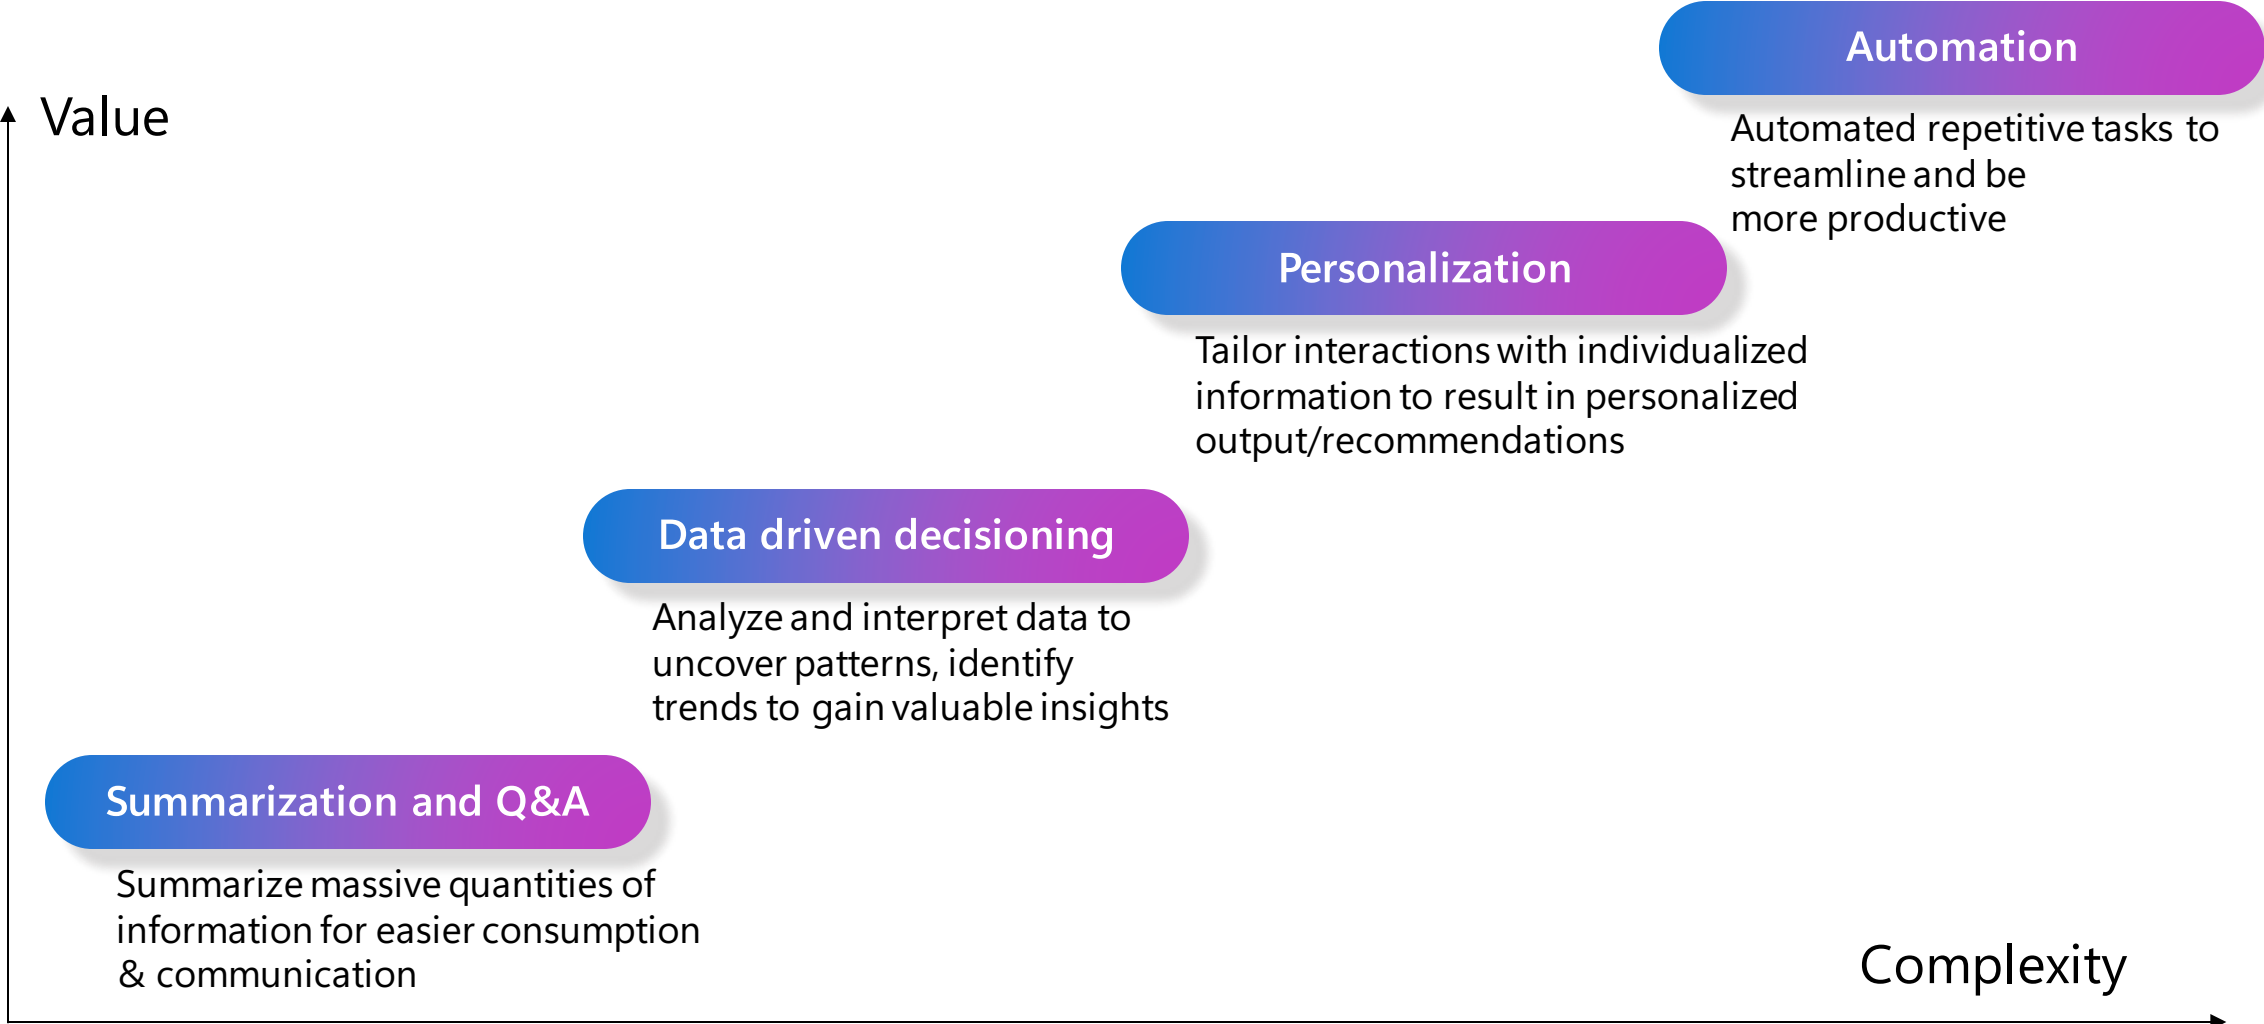 Automation
Value
Automated repetitive tasks to
streamline and be
more productive
Personalization
Tailor interactions with individualized
information to result in personalized
output/recommendations
Data driven decisioning
Analyze and interpret data to
uncover patterns, identify
trends to gain valuable insights
Summarization and Q&A
Summarize massive quantities of
information for easier consumption
& communication
Complexity